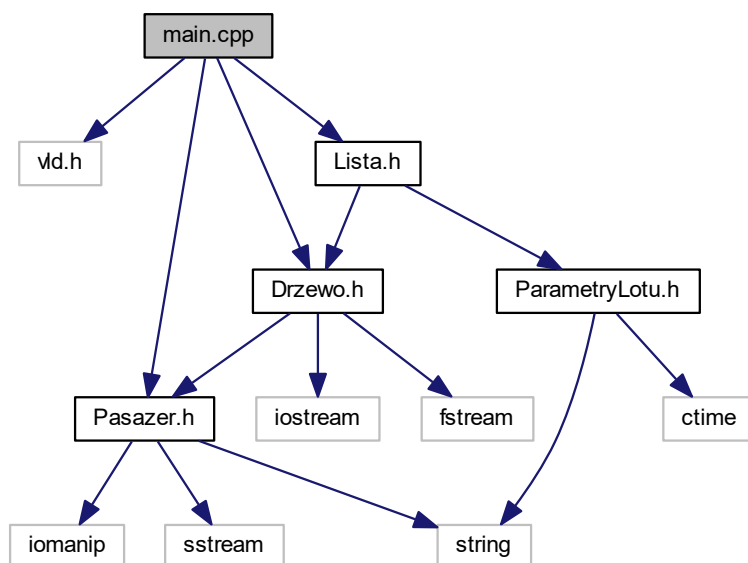 main.cpp
vld.h
Lista.h
Drzewo.h
ParametryLotu.h
Pasazer.h
iostream
fstream
ctime
iomanip
sstream
string